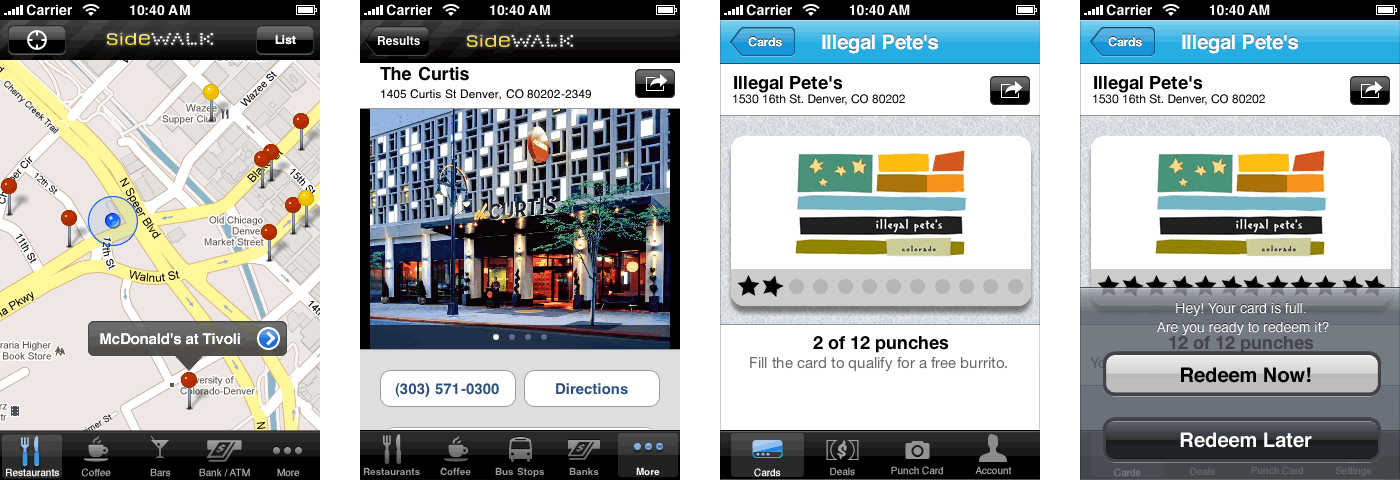 Carrier 10:40 AM
SideWALK
List
Cherry Creek Trail
Wazee
Supper Club
Wazee St
12th St
N Speer Blvd
15th St
Old Chicago
Denver
Market Street
11th St
12th St
Walnut St
a Pkwy
McDonald's at Tivoli
raria Higher
Book Store
versity of
Colorado-Denver
Restaurants
Coffee
Bars
Bank / ATM
More
Carrier 10:40 AM
Results
SideWALK
The Curtis
1405 Curtis St Denver, CO 80202-2349
the CURTIS
(303) 571-0300
Directions
Restaurants
Coffee
Bus Stops
Banks
More
Carrier 10:40 AM
Cards
Illegal Pete's
Illegal Pete's
1530 16th St. Denver, CO 80202
illegal pete's
colorado
2 of 12 punches
Fill the card to qualify for a free burrito.
Cards
Deals
Punch Card
Account
Carrier 10:40 AM
Cards
Illegal Pete's
Illegal Pete's
1530 16th St. Denver, CO 80202
illegal pete's
colorado
Hey! Your card is full.
Are you ready to redeem it?
12 of 12 punches
Redeem Now!
Redeem Later
Cards
Deals
Punch Card
Settings